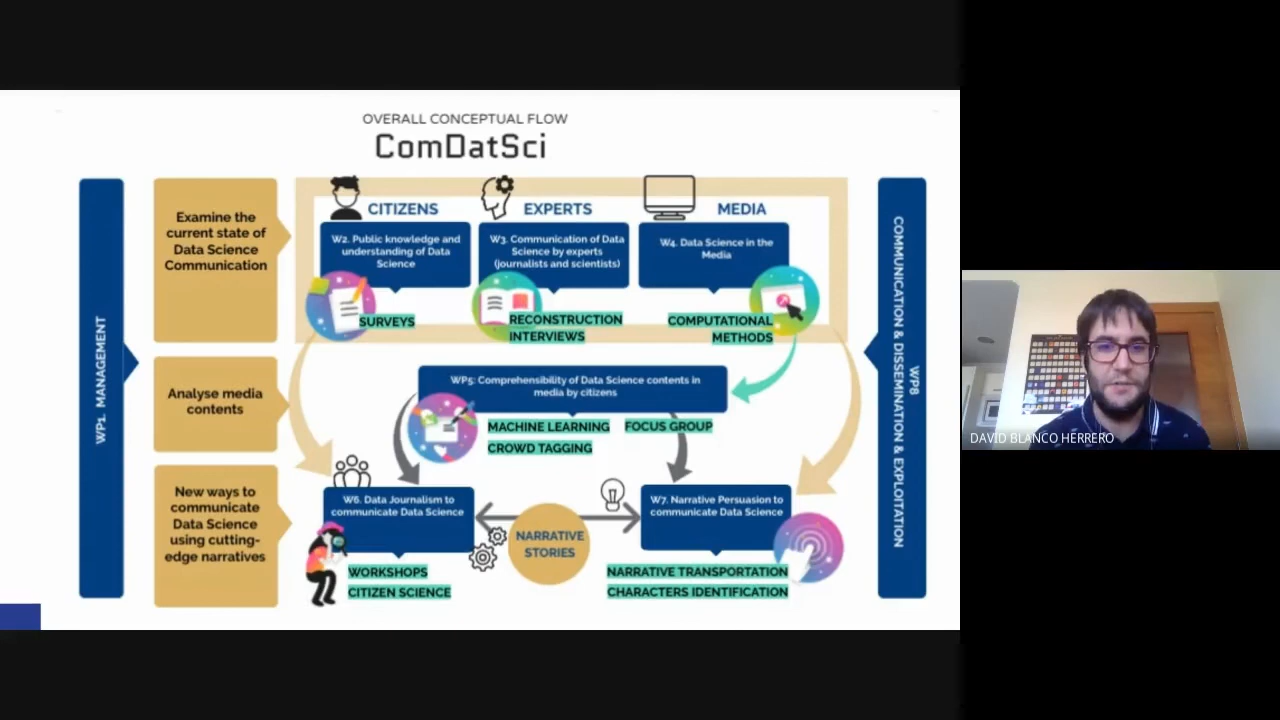 OVERALL CONCEPTUAL FLOW
ComDatSci
WP1. MANAGEMENT
Examine the
current state of
Data Science
Communication
CITIZENS
W2. Public knowledge and
understanding of Data
Science
SURVEYS
EXPERTS
W3. Communication of Data
Science by experts
(journalists and scientists)
RECONSTRUCTION
INTERVIEWS
MEDIA
W4. Data Science in the
Media
COMPUTATIONAL
METHODS
Analyse media
contents
WP5: Comprehensibility of Data Science contents in
media by citizens
MACHINE LEARNING
CROWD TAGGING
FOCUS GROUP
New ways to
communicate
Data Science
using cutting-
edge narratives
W6. Data Journalism to
communicate Data Science
WORKSHOPS
CITIZEN SCIENCE
NARRATIVE
STORIES
W7. Narrative Persuasion to
communicate Data Science
NARRATIVE TRANSPORTATION
CHARACTERS IDENTIFICATION
WP8
COMMUNICATION & DISSEMINATION & EXPLOITATION
DAVID BLANCO HERRERO